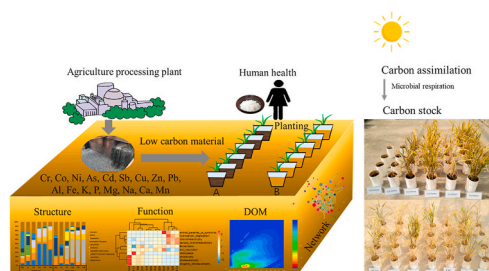 Agriculture processing plant
Human health
Carbon assimilation
Microbial respiration
Carbon stock
Planting
Low carbon material
Cr, Co, Ni, As, Cd, Sb, Cu, Zn, Pb,
Al, Fe, K, P, Mg, Na, Ca, Mn
A
B
Structure
Function
DOM
Network